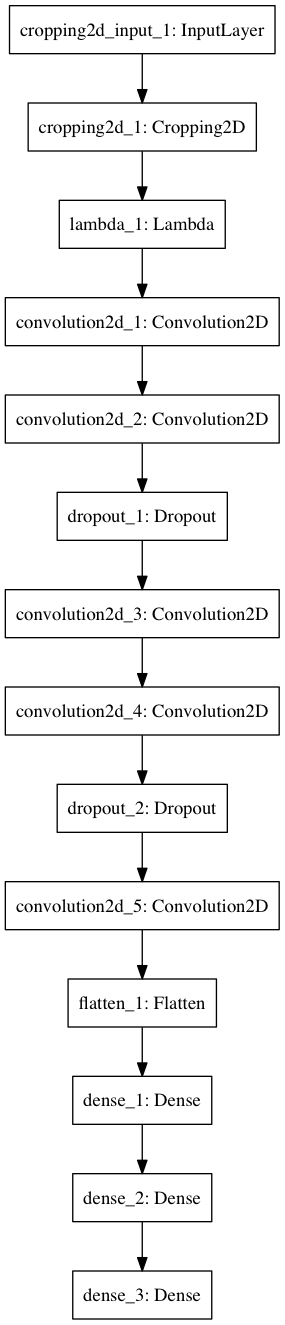 cropping2d_input_1: InputLayer
cropping2d_1: Cropping2D
lambda_1: Lambda
convolution2d_1: Convolution2D
convolution2d_2: Convolution2D
dropout_1: Dropout
convolution2d_3: Convolution2D
convolution2d_4: Convolution2D
dropout_2: Dropout
convolution2d_5: Convolution2D
flatten_1: Flatten
dense_1: Dense
dense_2: Dense
dense_3: Dense